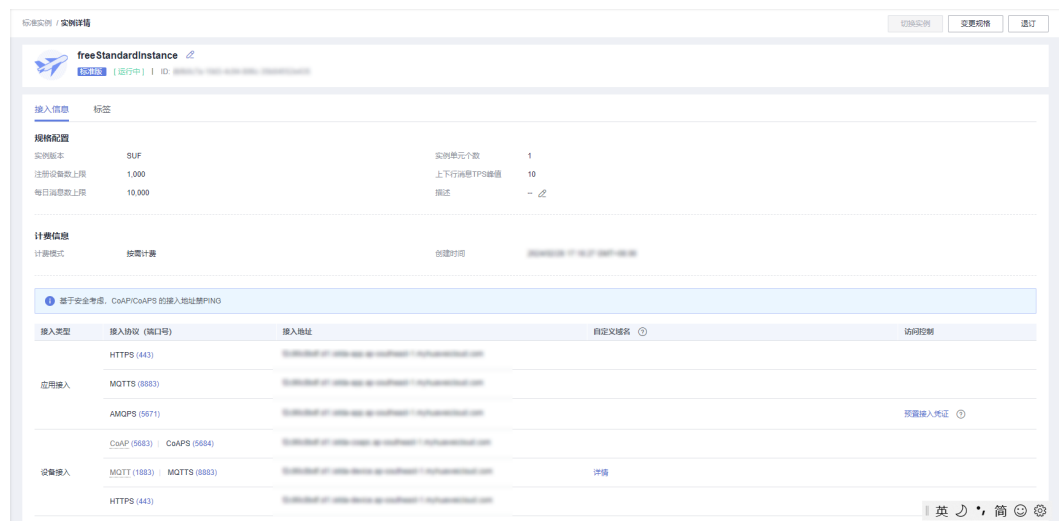 标准实例 / 实例详情
切换实例 变更规格 退订
freeStandardInstance
标准版 [ 运行中 ] | ID:
接入信息 标签
规格配置
实例版本 SUF 实例单元个数 1
注册设备数上限 1,000 上下行消息TPS峰值 10
每日消息数上限 10,000 描述 --
计费信息
计费模式 按需计费 创建时间
基于安全考虑，CoAP/CoAPS 的接入地址禁PING
接入类型 接入协议（端口号） 接入地址 自定义域名 访问控制
HTTPS (443)
应用接入 MQTTS (8883)
AMQPS (5671) 预置接入凭证
CoAP (5683) | CoAPS (5684)
设备接入 MQTT (1883) | MQTTS (8883) 详情
HTTPS (443)
英 简